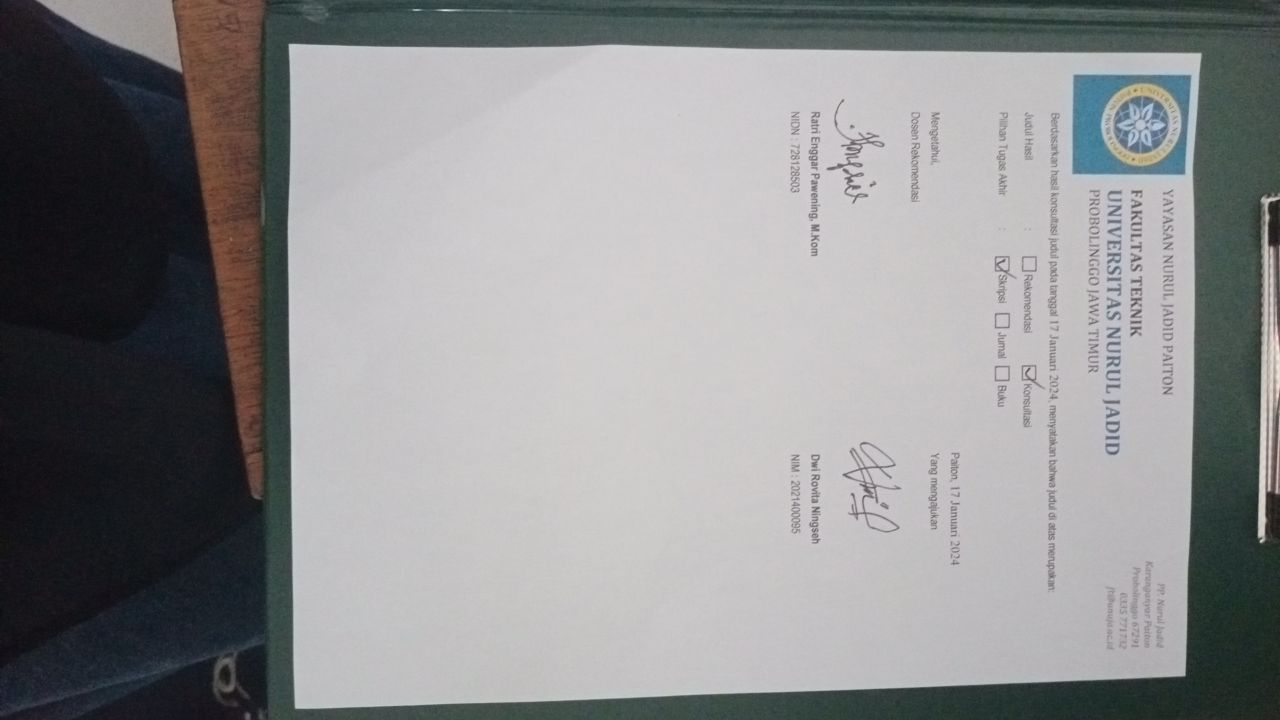 YAYASAN NURUL JADID PAITON
FAKULTAS TEKNIK
UNIVERSITAS NURUL JADID
PROBOLINGGO JAWA TIMUR
PP. Nurul Jadid
Karanganyar Paiton
Probolinggo 67291
0335 771732
ft@unuja.ac.id
Berdasarkan hasil konsultasi judul pada tanggal 17 Januari 2024, menyatakan bahwa judul di atas merupakan:
Judul Hasil : Rekomendasi Konsultasi
Pilihan Tugas Akhir : Skripsi Jurnal Buku
Paiton, 17 Januari 2024
Mengetahui, Yang mengajukan
Dosen Rekomendasi
Ratri Enggar Pawening, M.Kom Dwi Rovita Ningseh
NIDN : 728128503 NIM : 2021400095